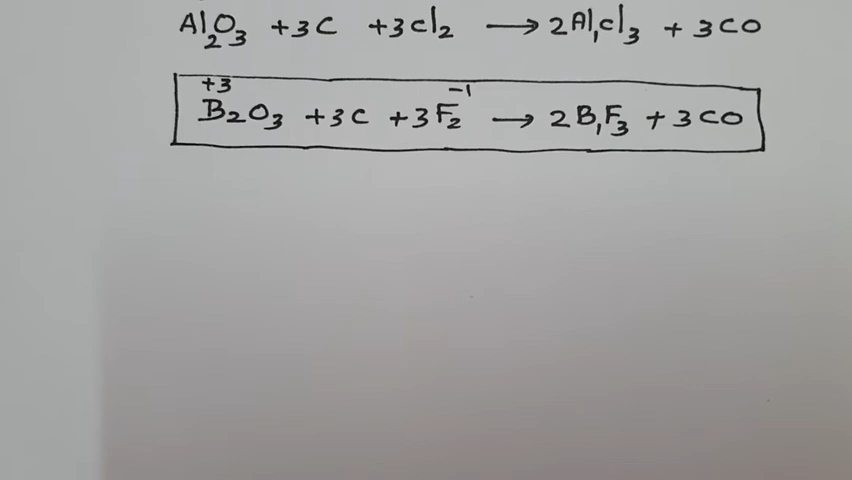 Al₂O₃ + 3C + 3Cl₂ ⟶ 2Al₁Cl₃ + 3CO
+3 -1
B₂O₃ + 3C + 3F₂ ⟶ 2B₁F₃ + 3CO